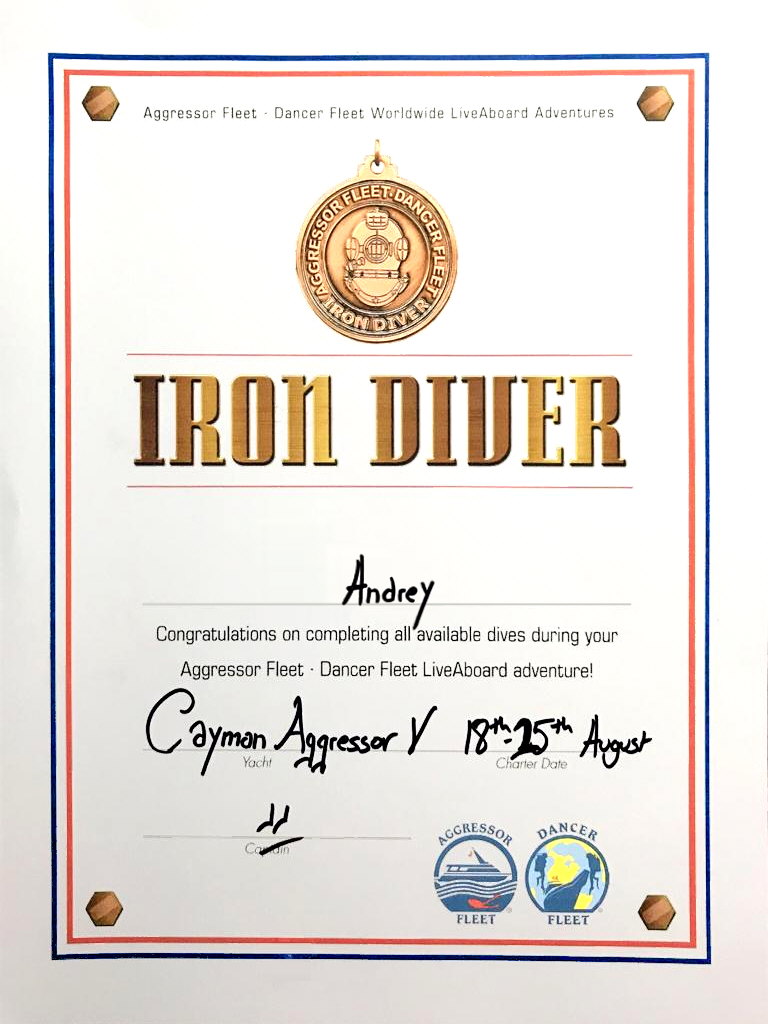 Aggressor Fleet · Dancer Fleet Worldwide LiveAboard Adventures
AGGRESSOR FLEET·DANCER FLEET
IRON DIVER
IRON DIVER
Andrey
Congratulations on completing all available dives during your
Aggressor Fleet · Dancer Fleet LiveAboard adventure!
Cayman Aggressor V 18th-25th August
Yacht Charter Date
Captain
AGGRESSOR DANCER
FLEET FLEET